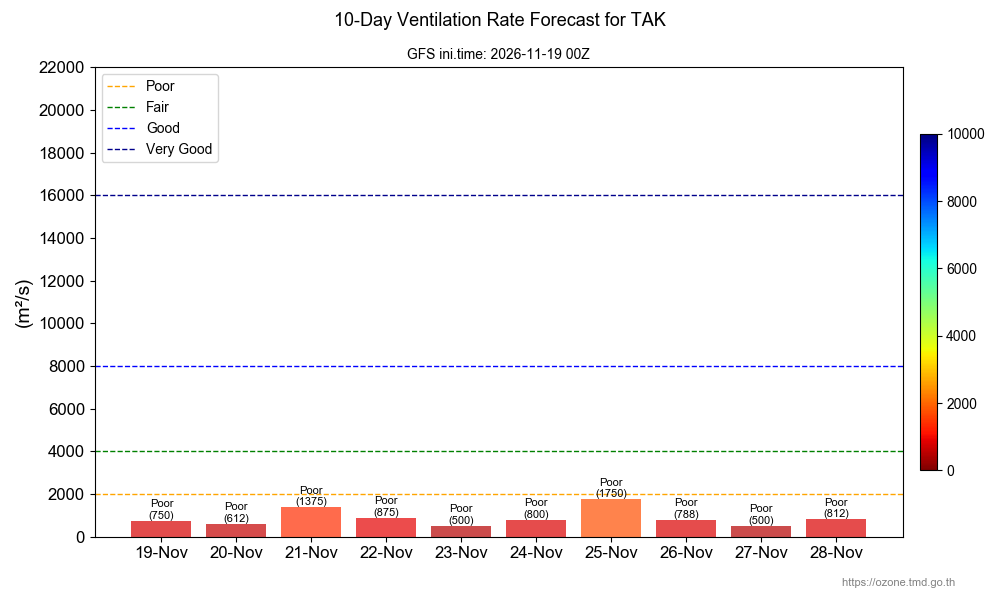 10-Day Ventilation Rate Forecast for TAK
GFS ini.time: 2026-11-19 00Z
Poor
Fair
Good
Very Good
(m²/s)
22000
20000
18000
16000
14000
12000
10000
8000
6000
4000
2000
0
Poor
(750)
Poor
(612)
Poor
(1375)
Poor
(875)
Poor
(500)
Poor
(800)
Poor
(1750)
Poor
(788)
Poor
(500)
Poor
(812)
19-Nov
20-Nov
21-Nov
22-Nov
23-Nov
24-Nov
25-Nov
26-Nov
27-Nov
28-Nov
10000
8000
6000
4000
2000
0
https://ozone.tmd.go.th